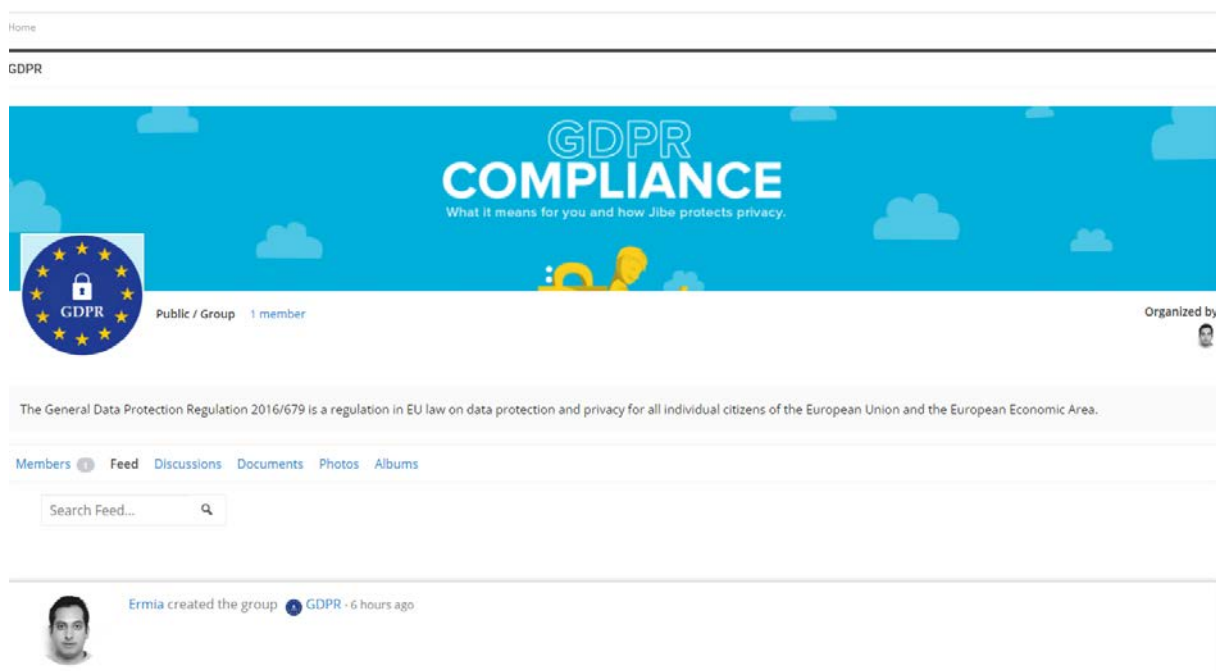 Home
GDPR
GDPR
COMPLIANCE
What it means for you and how Jibe protects privacy.
GDPR
Public / Group 1 member
Organized by
The General Data Protection Regulation 2016/679 is a regulation in EU law on data protection and privacy for all individual citizens of the European Union and the European Economic Area.
Members 1 Feed Discussions Documents Photos Albums
Search Feed...
Ermia created the group GDPR · 6 hours ago